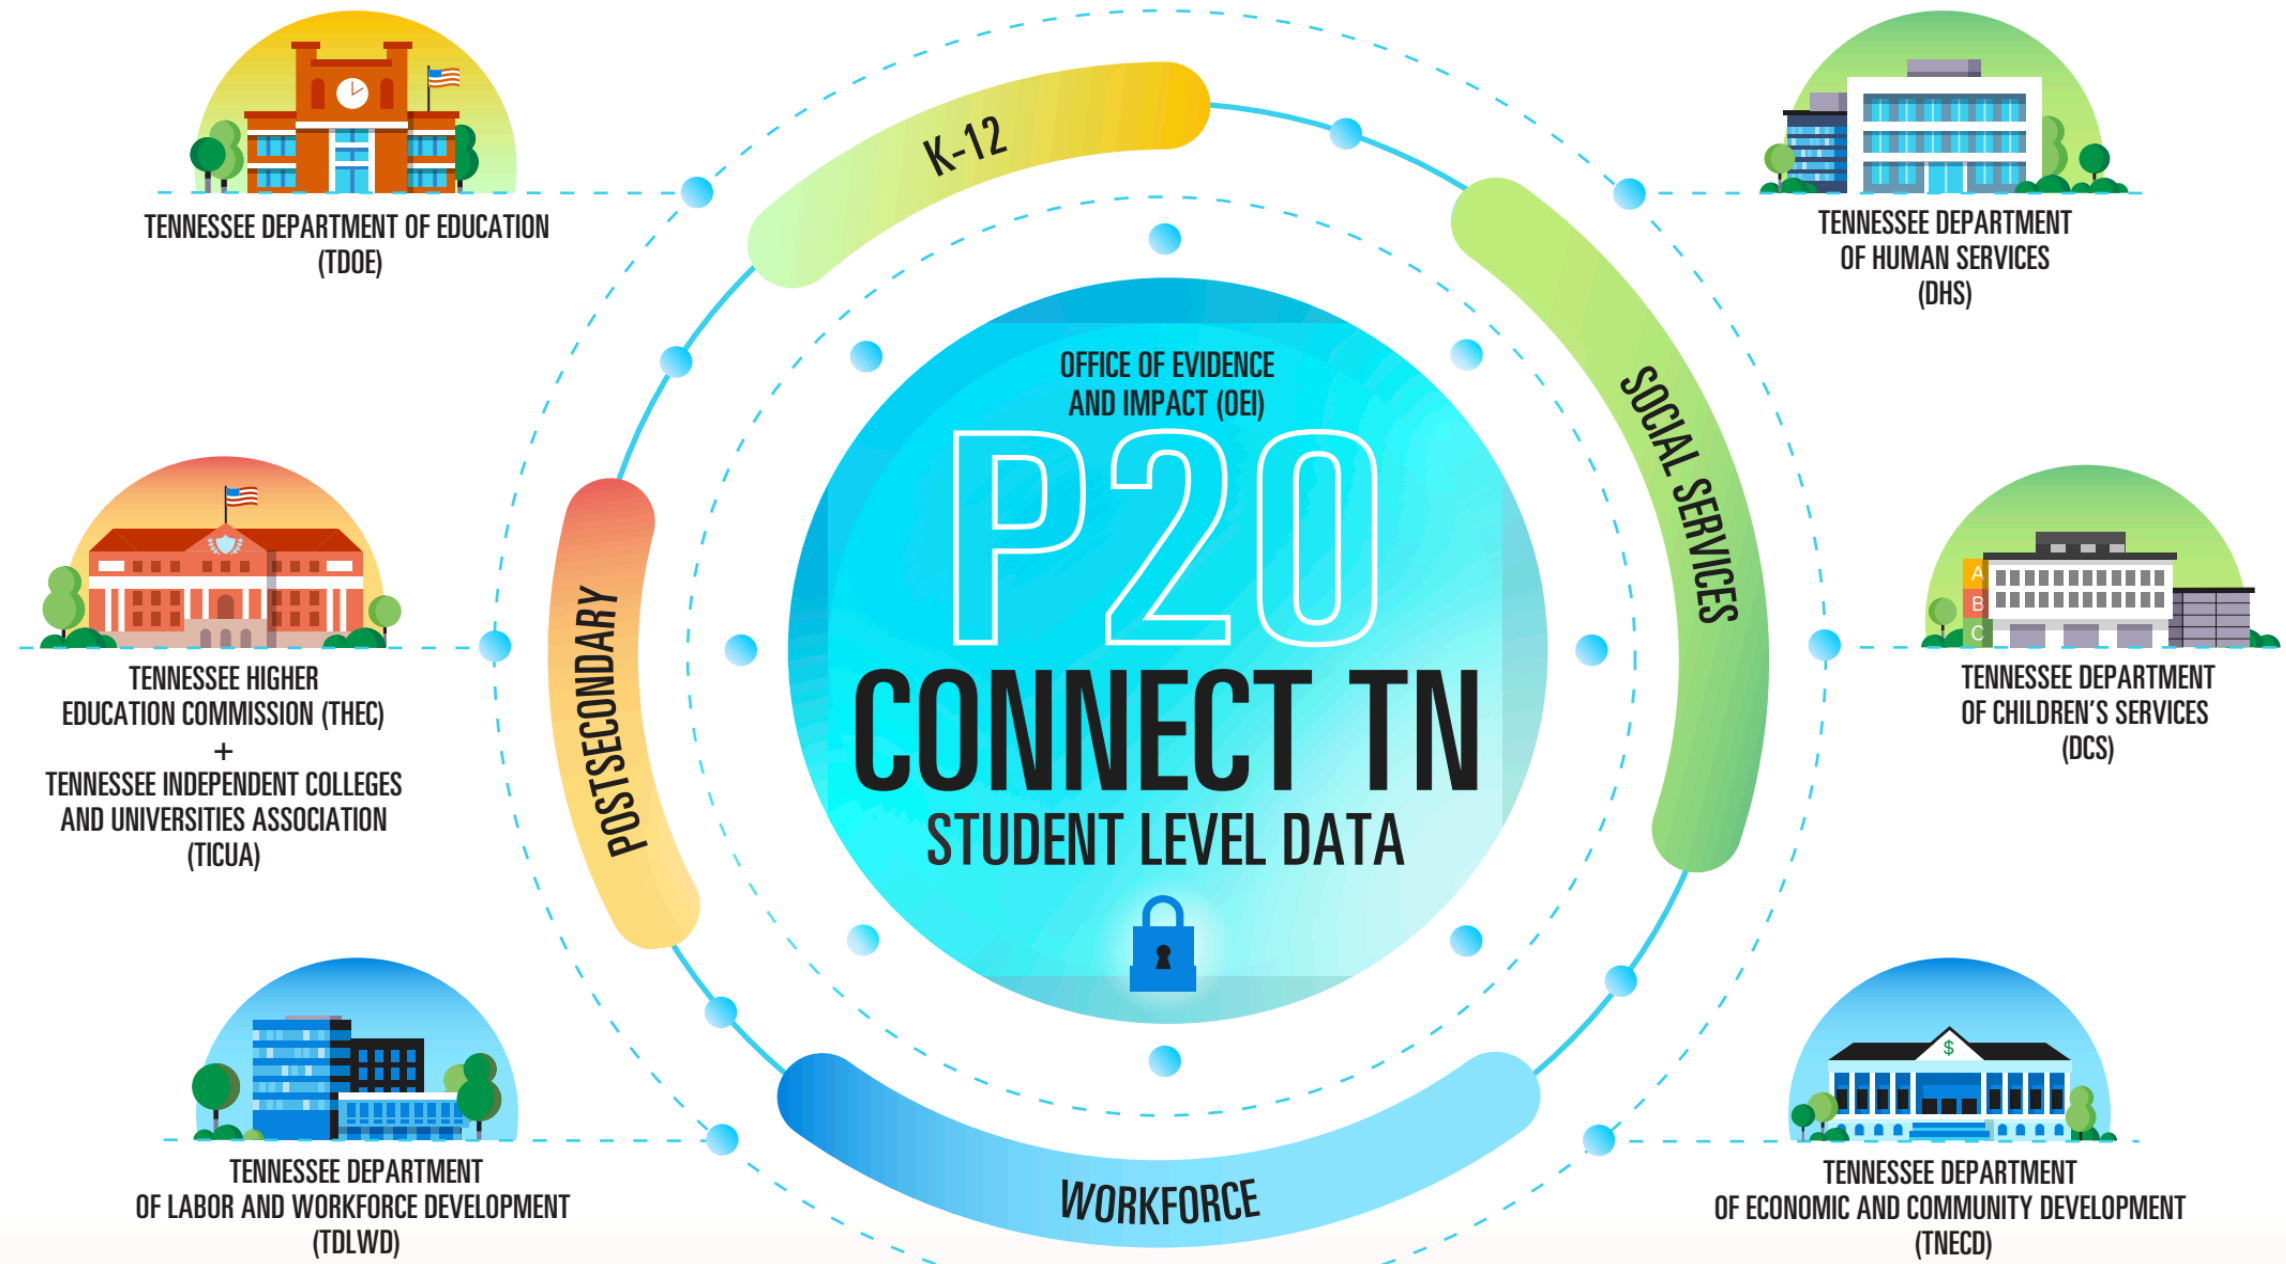 TENNESSEE DEPARTMENT OF EDUCATION
(TDOE)
TENNESSEE HIGHER
EDUCATION COMMISSION (THEC)
+
TENNESSEE INDEPENDENT COLLEGES
AND UNIVERSITIES ASSOCIATION
(TICUA)
TENNESSEE DEPARTMENT
OF LABOR AND WORKFORCE DEVELOPMENT
(TDLWD)
K-12
POSTSECONDARY
OFFICE OF EVIDENCE
AND IMPACT (OEI)
P20
CONNECT TN
STUDENT LEVEL DATA
WORKFORCE
SOCIAL SERVICES
TENNESSEE DEPARTMENT
OF HUMAN SERVICES
(DHS)
A
B
C
TENNESSEE DEPARTMENT
OF CHILDREN'S SERVICES
(DCS)
$
TENNESSEE DEPARTMENT
OF ECONOMIC AND COMMUNITY DEVELOPMENT
(TNECD)